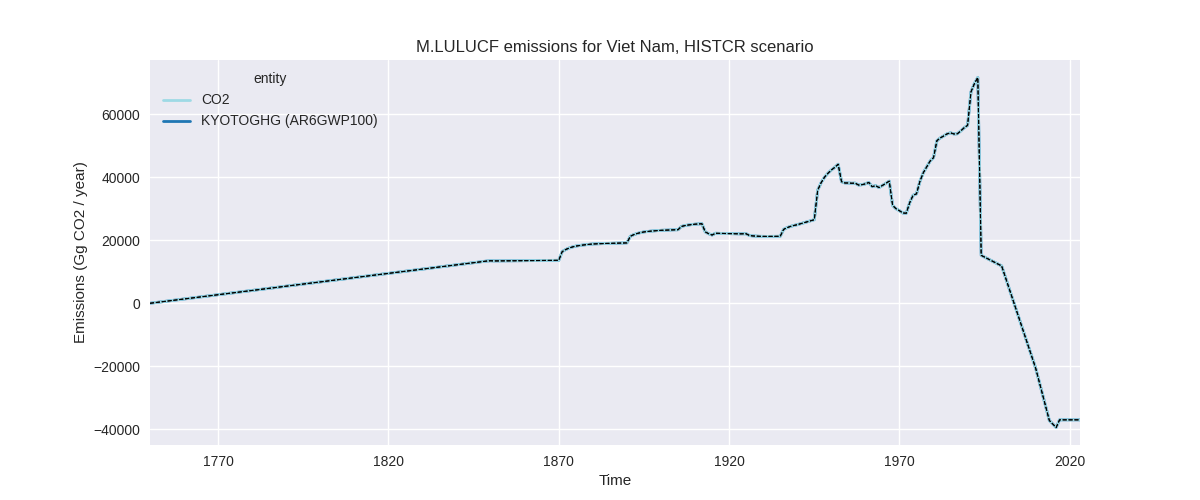 M.LULUCF emissions for Viet Nam, HISTCR scenario
entity
CO2
KYOTOGHG (AR6GWP100)
Emissions (Gg CO2 / year)
60000
40000
20000
0
−20000
−40000
1770
1820
1870
1920
1970
2020
Time